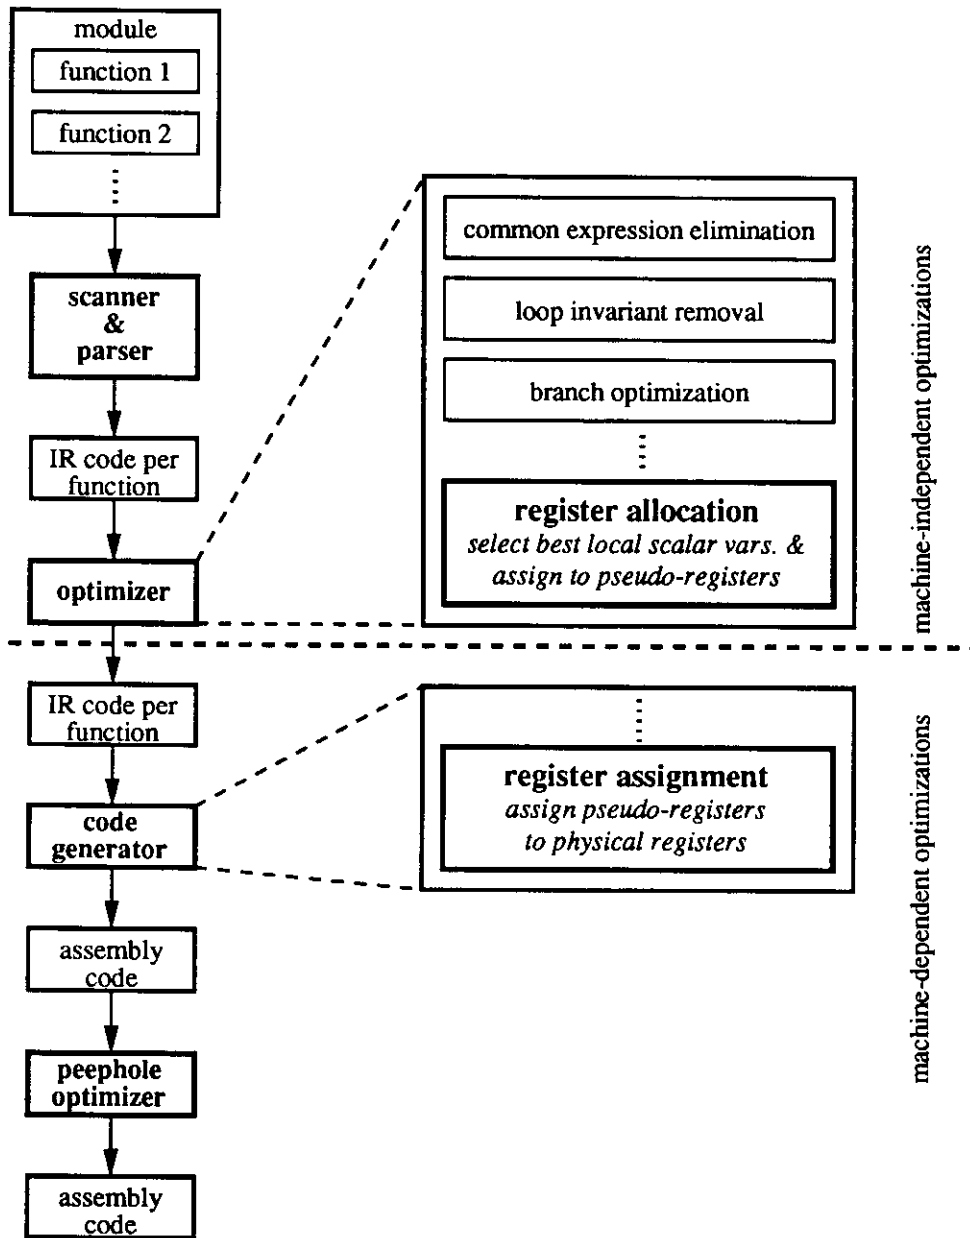 module
function 1
function 2
scanner
&
parser
IR code per
function
optimizer
common expression elimination
loop invariant removal
branch optimization
register allocation
select best local scalar vars. &
assign to pseudo-registers
machine-independent optimizations
IR code per
function
code
generator
assembly
code
peephole
optimizer
assembly
code
register assignment
assign pseudo-registers
to physical registers
machine-dependent optimizations